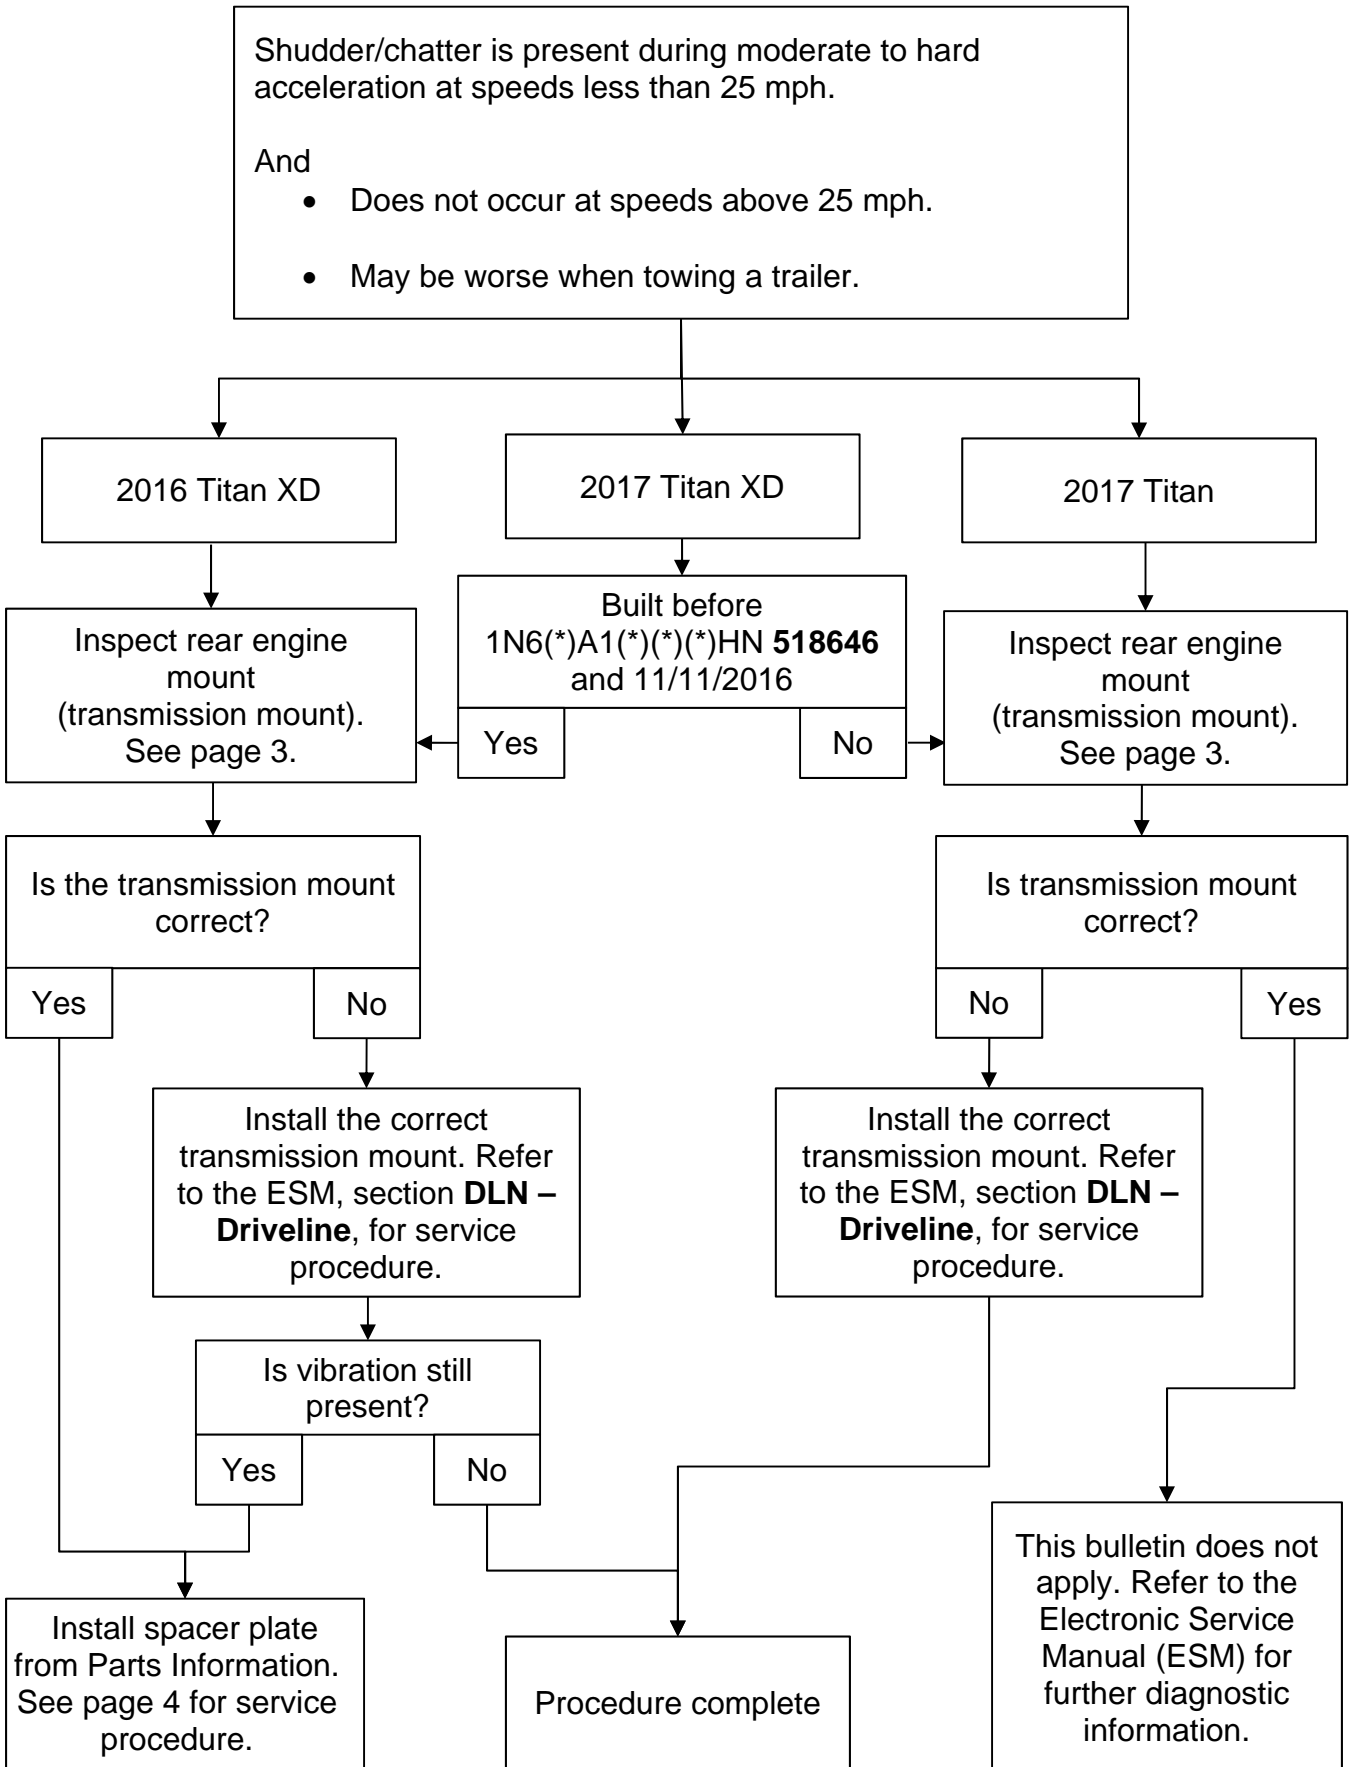 Shudder/chatter is present during moderate to hard
acceleration at speeds less than 25 mph.
And
• Does not occur at speeds above 25 mph.
• May be worse when towing a trailer.
2016 Titan XD
2017 Titan XD
2017 Titan
Built before
1N6(*)A1(*)(*)(*)HN 518646
and 11/11/2016
Yes
No
Inspect rear engine
mount
(transmission mount).
See page 3.
Inspect rear engine
mount
(transmission mount).
See page 3.
Is the transmission mount
correct?
Yes
No
Is transmission mount
correct?
No
Yes
Install the correct
transmission mount. Refer
to the ESM, section DLN –
Driveline, for service
procedure.
Install the correct
transmission mount. Refer
to the ESM, section DLN –
Driveline, for service
procedure.
Is vibration still
present?
Yes
No
Install spacer plate
from Parts Information.
See page 4 for service
procedure.
Procedure complete
This bulletin does not
apply. Refer to the
Electronic Service
Manual (ESM) for
further diagnostic
information.